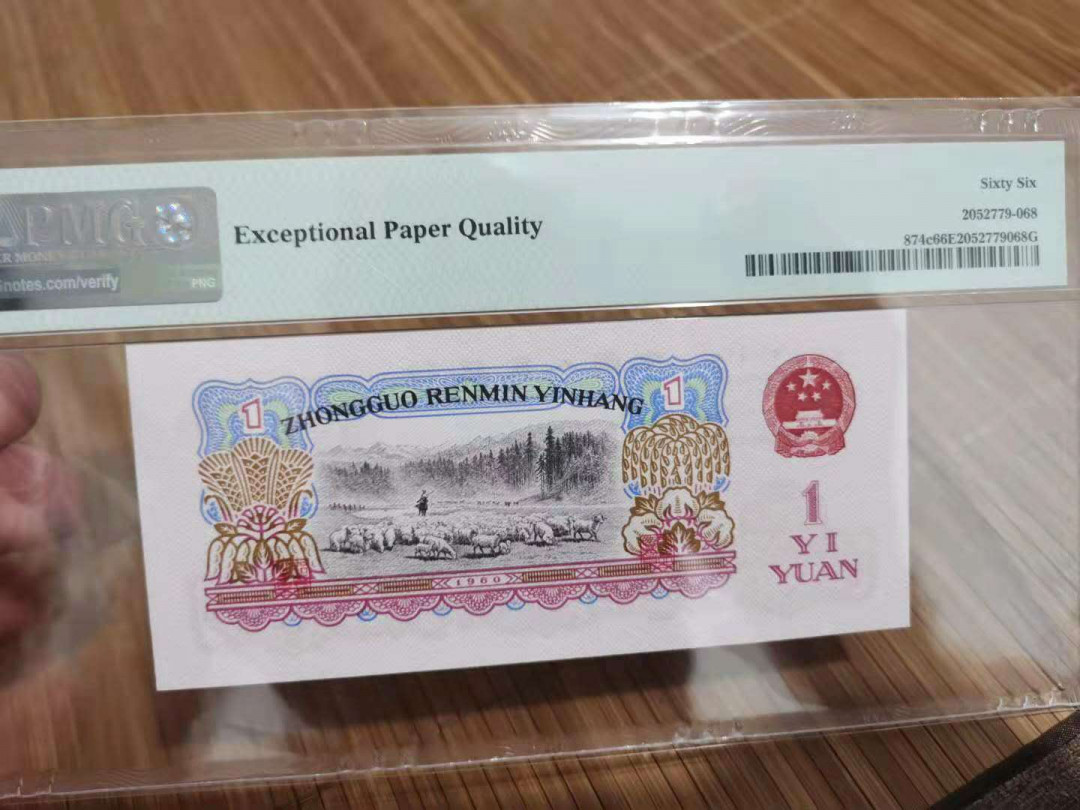 Sixty Six
PMG
2052779-068
Exceptional Paper Quality
874c66E2052779068G
notes.com/verify
PNG
1
1
ZHONGGUO RENMIN YINHANG
1
YI
YUAN
1960